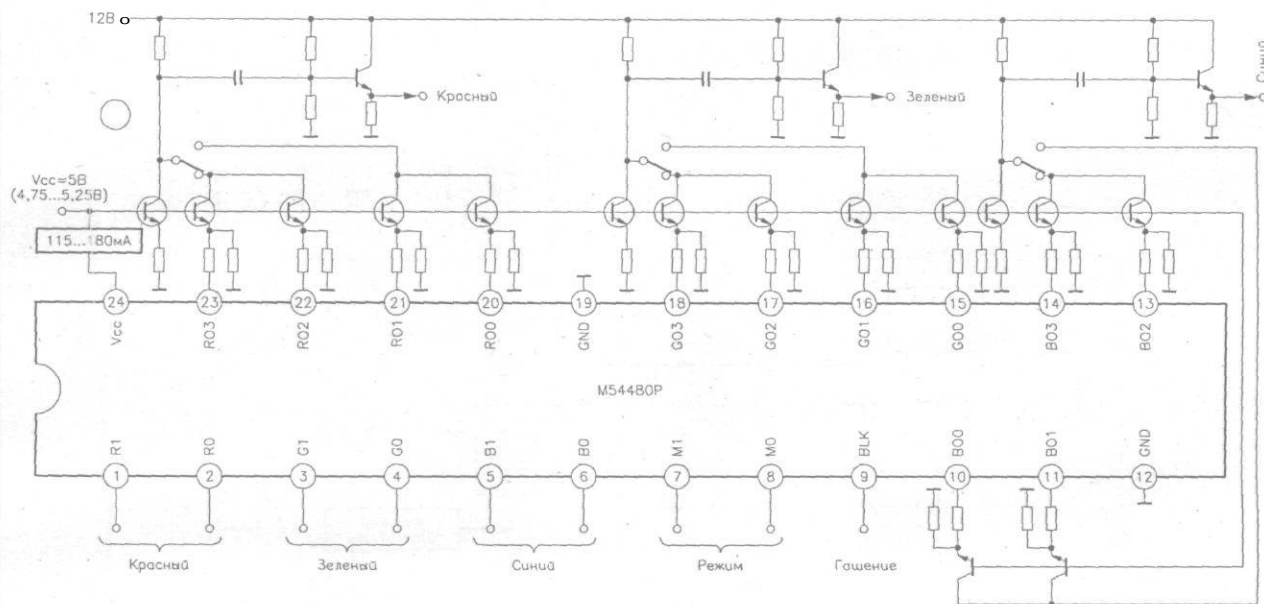 12В
Красный
Зеленый
Синий
Vcc=5В
(4,75...5,25В)
115...180мА
24 23 22 21 20 19 18 17 16 15 14 13
Vcc RO3 RO2 RO1 RO0 GND GO3 GO2 GO1 GO0 BO3 BO2
M54480P
R1 R0 G1 G0 B1 B0 M1 M0 BLK BO0 BO1 GND
1 2 3 4 5 6 7 8 9 10 11 12
Красный Зеленый Синий Режим Гашение